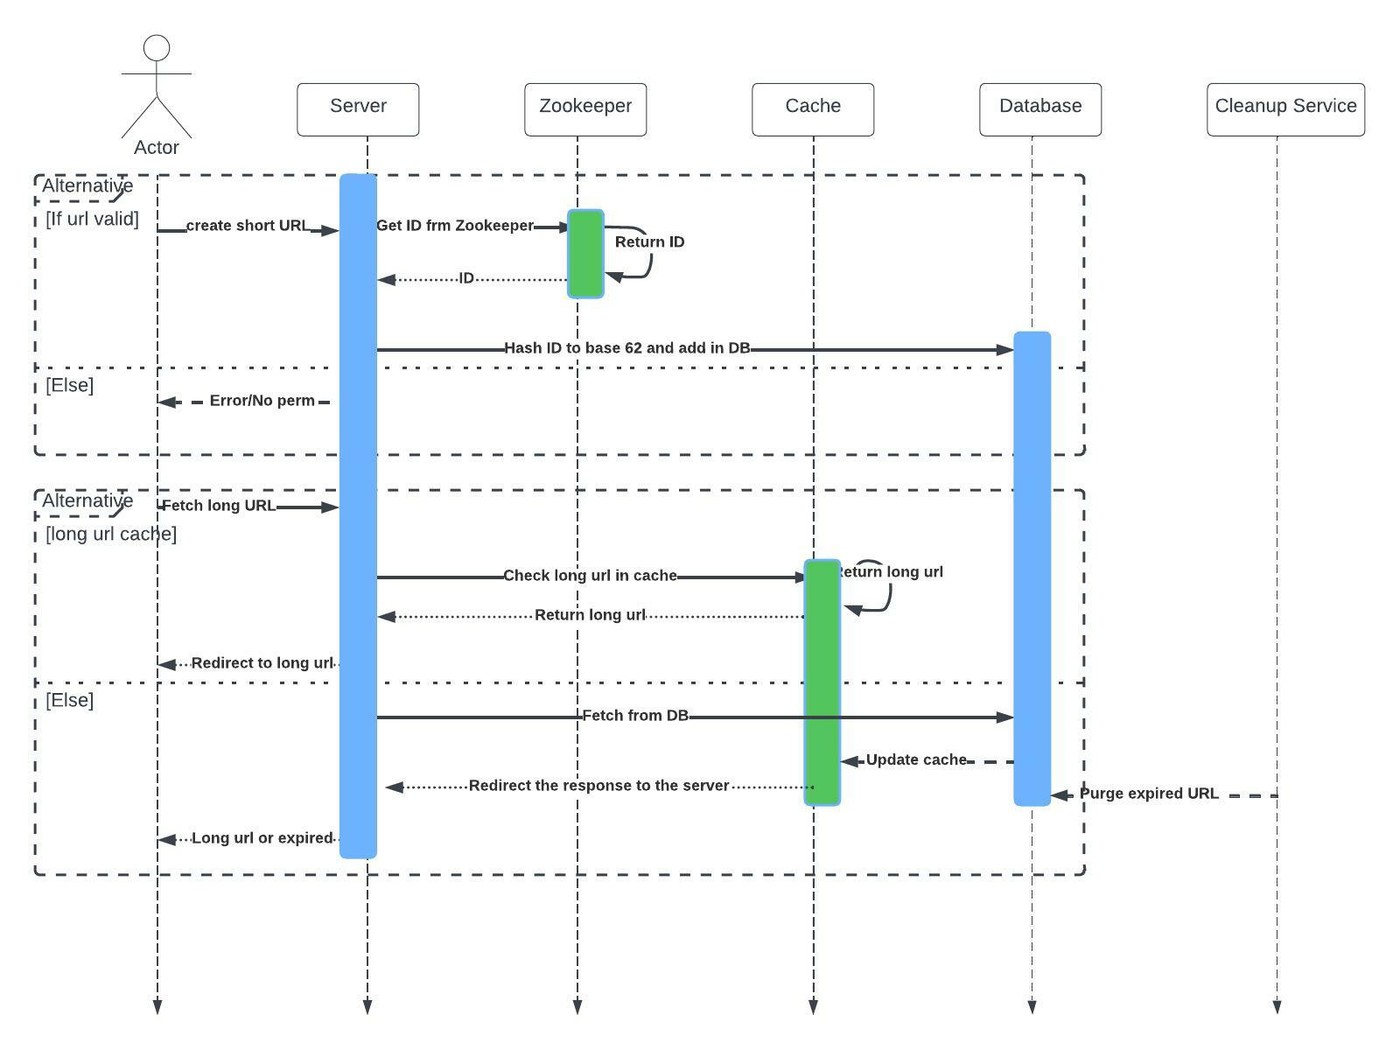 Actor
Server
Zookeeper
Cache
Database
Cleanup Service
Alternative
[If url valid]
create short URL
Get ID frm Zookeeper
Return ID
ID
Hash ID to base 62 and add in DB
[Else]
Error/No perm
Alternative
Fetch long URL
[long url cache]
Check long url in cache
Return long url
Return long url
Redirect to long url
[Else]
Fetch from DB
Update cache
Redirect the response to the server
Purge expired URL
Long url or expired